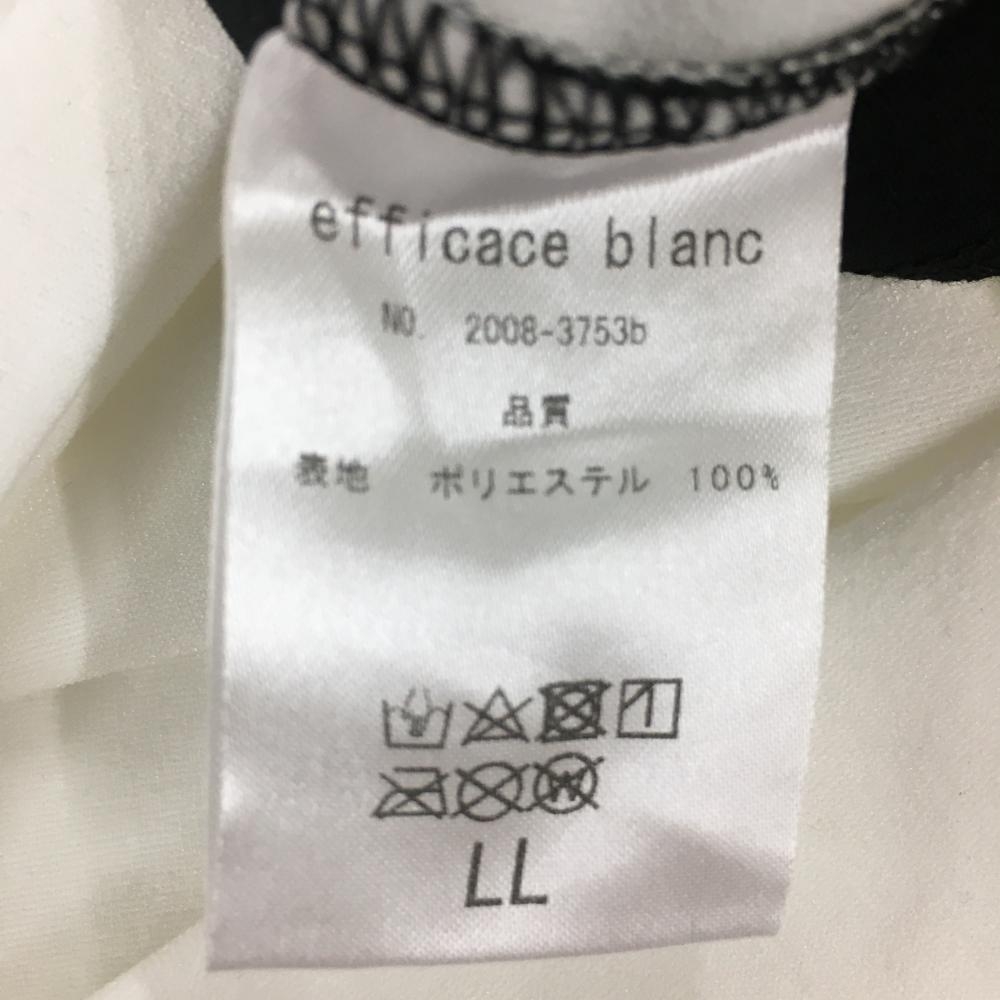 efficace blanc
NO. 2008-3753b
品質
表地 ポリエステル 100%
W
LL